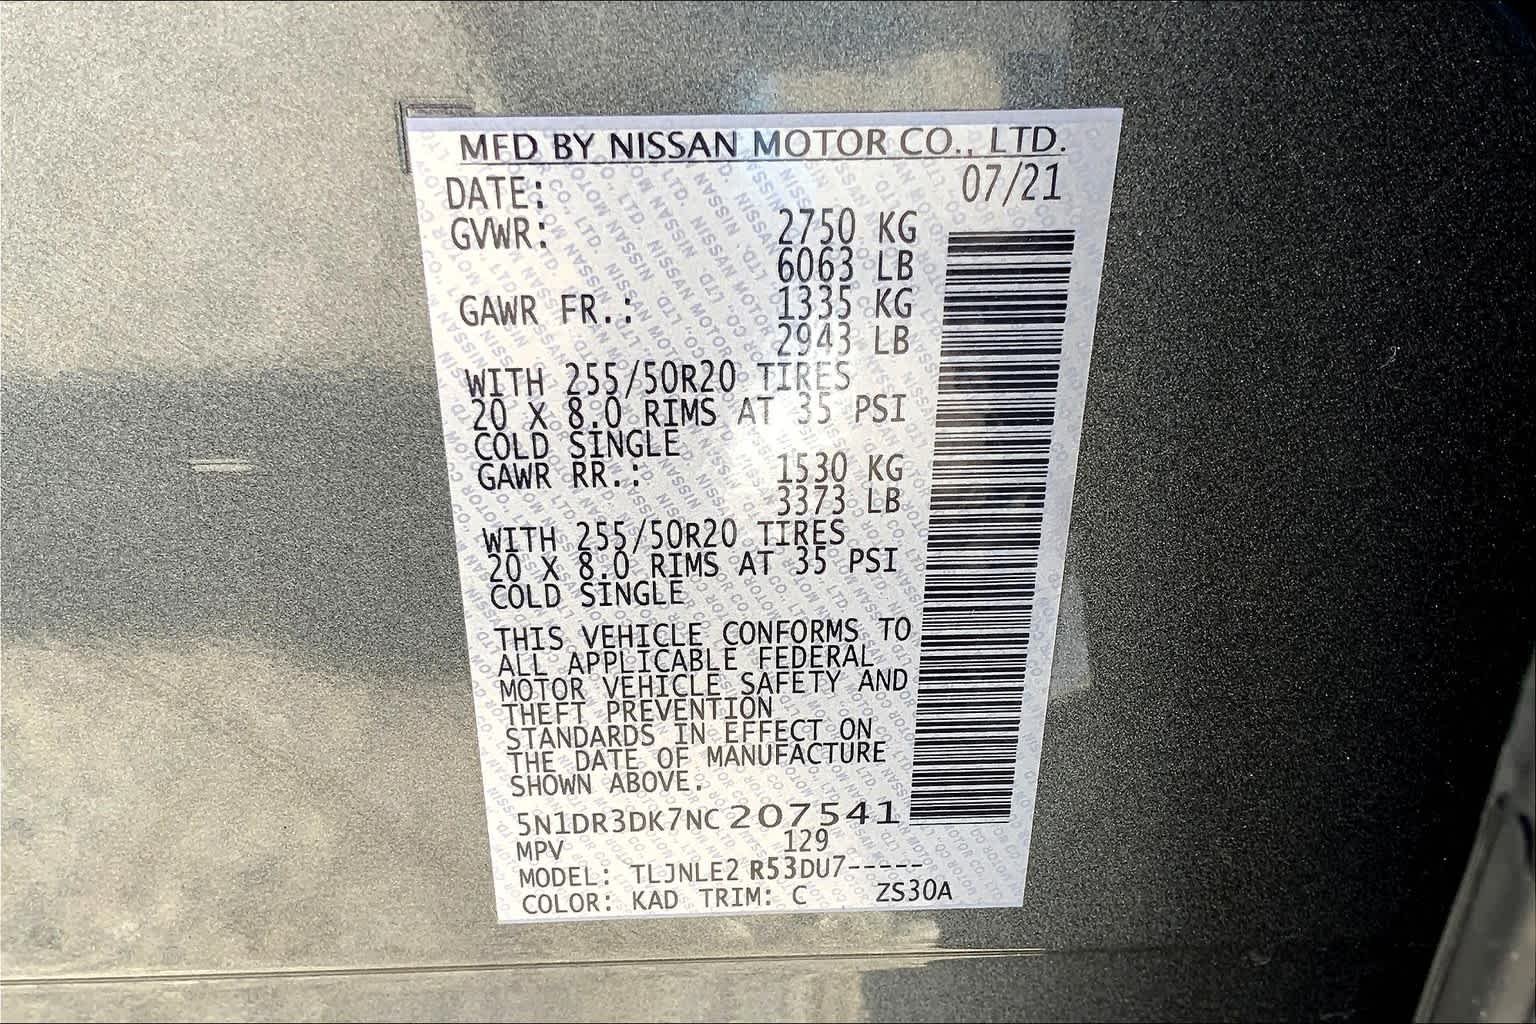 MFD BY NISSAN MOTOR CO., LTD.
DATE: 07/21
GVWR: 2750 KG
6063 LB
GAWR FR.: 1335 KG
2943 LB
WITH 255/50R20 TIRES
20 X 8.0 RIMS AT 35 PSI
COLD SINGLE
GAWR RR.: 1530 KG
3373 LB
WITH 255/50R20 TIRES
20 X 8.0 RIMS AT 35 PSI
COLD SINGLE
THIS VEHICLE CONFORMS TO
ALL APPLICABLE FEDERAL
MOTOR VEHICLE SAFETY AND
THEFT PREVENTION
STANDARDS IN EFFECT ON
THE DATE OF MANUFACTURE
SHOWN ABOVE.
5N1DR3DK7NC207541
MPV 129
MODEL: TLJNLE2 R53DU7-----
COLOR: KAD TRIM: C ZS30A